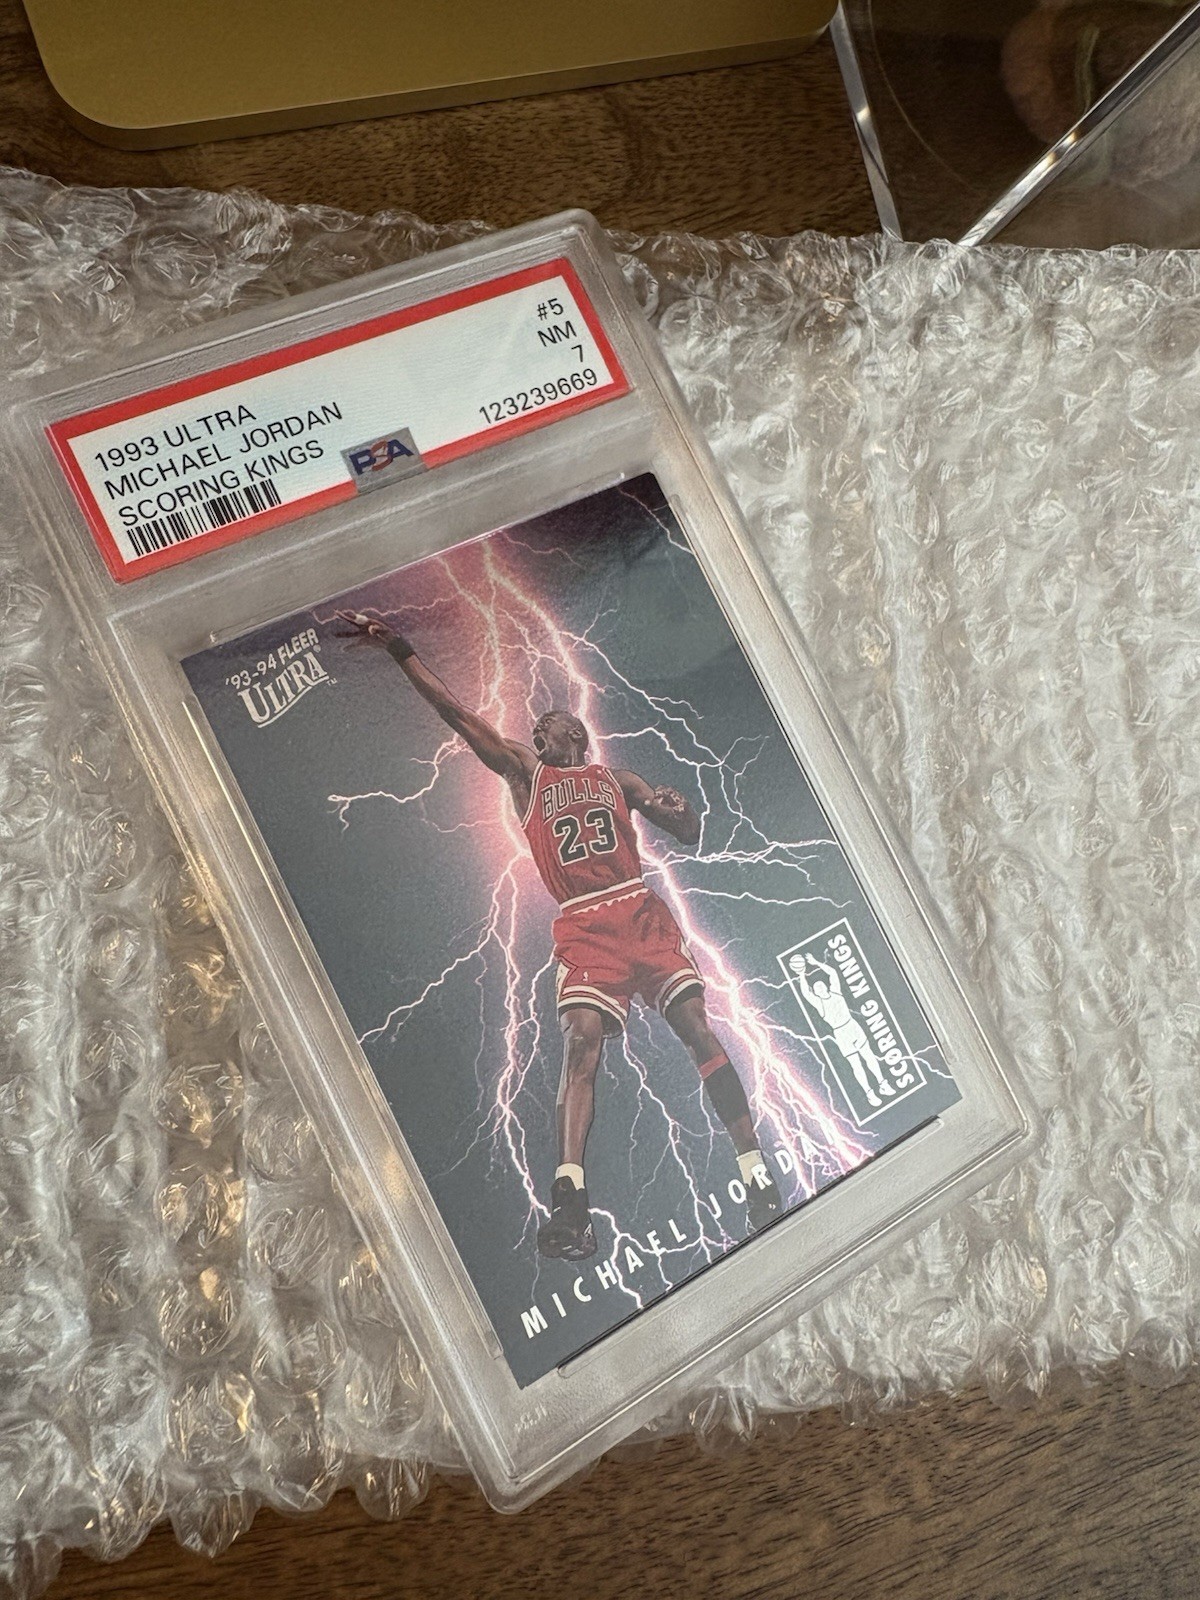 1993 ULTRA
MICHAEL JORDAN
SCORING KINGS
#5
NM
7
123239669
PSA
'93-94 FLEER
ULTRA™
BULLS
23
SCORING KINGS
MICHAEL JORDAN